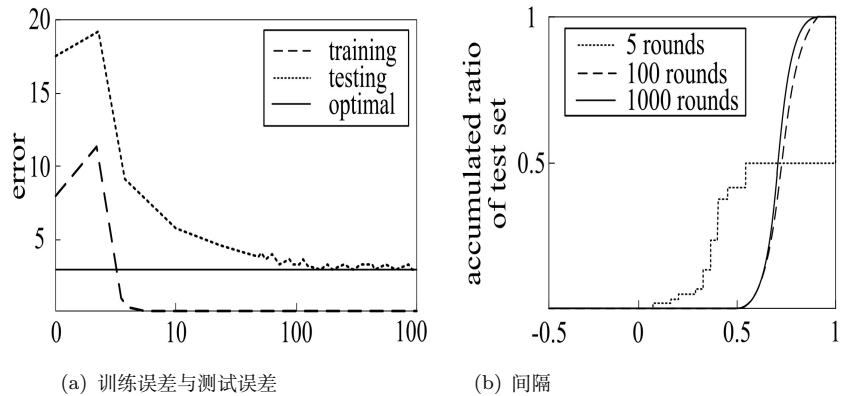 20
15
10
5
error
training
testing
optimal
0 10 100 100
(a) 训练误差与测试误差
1
0.5
accumulated ratio
of test set
5 rounds
100 rounds
1000 rounds
-0.5 0 0.5 1
(b) 间隔